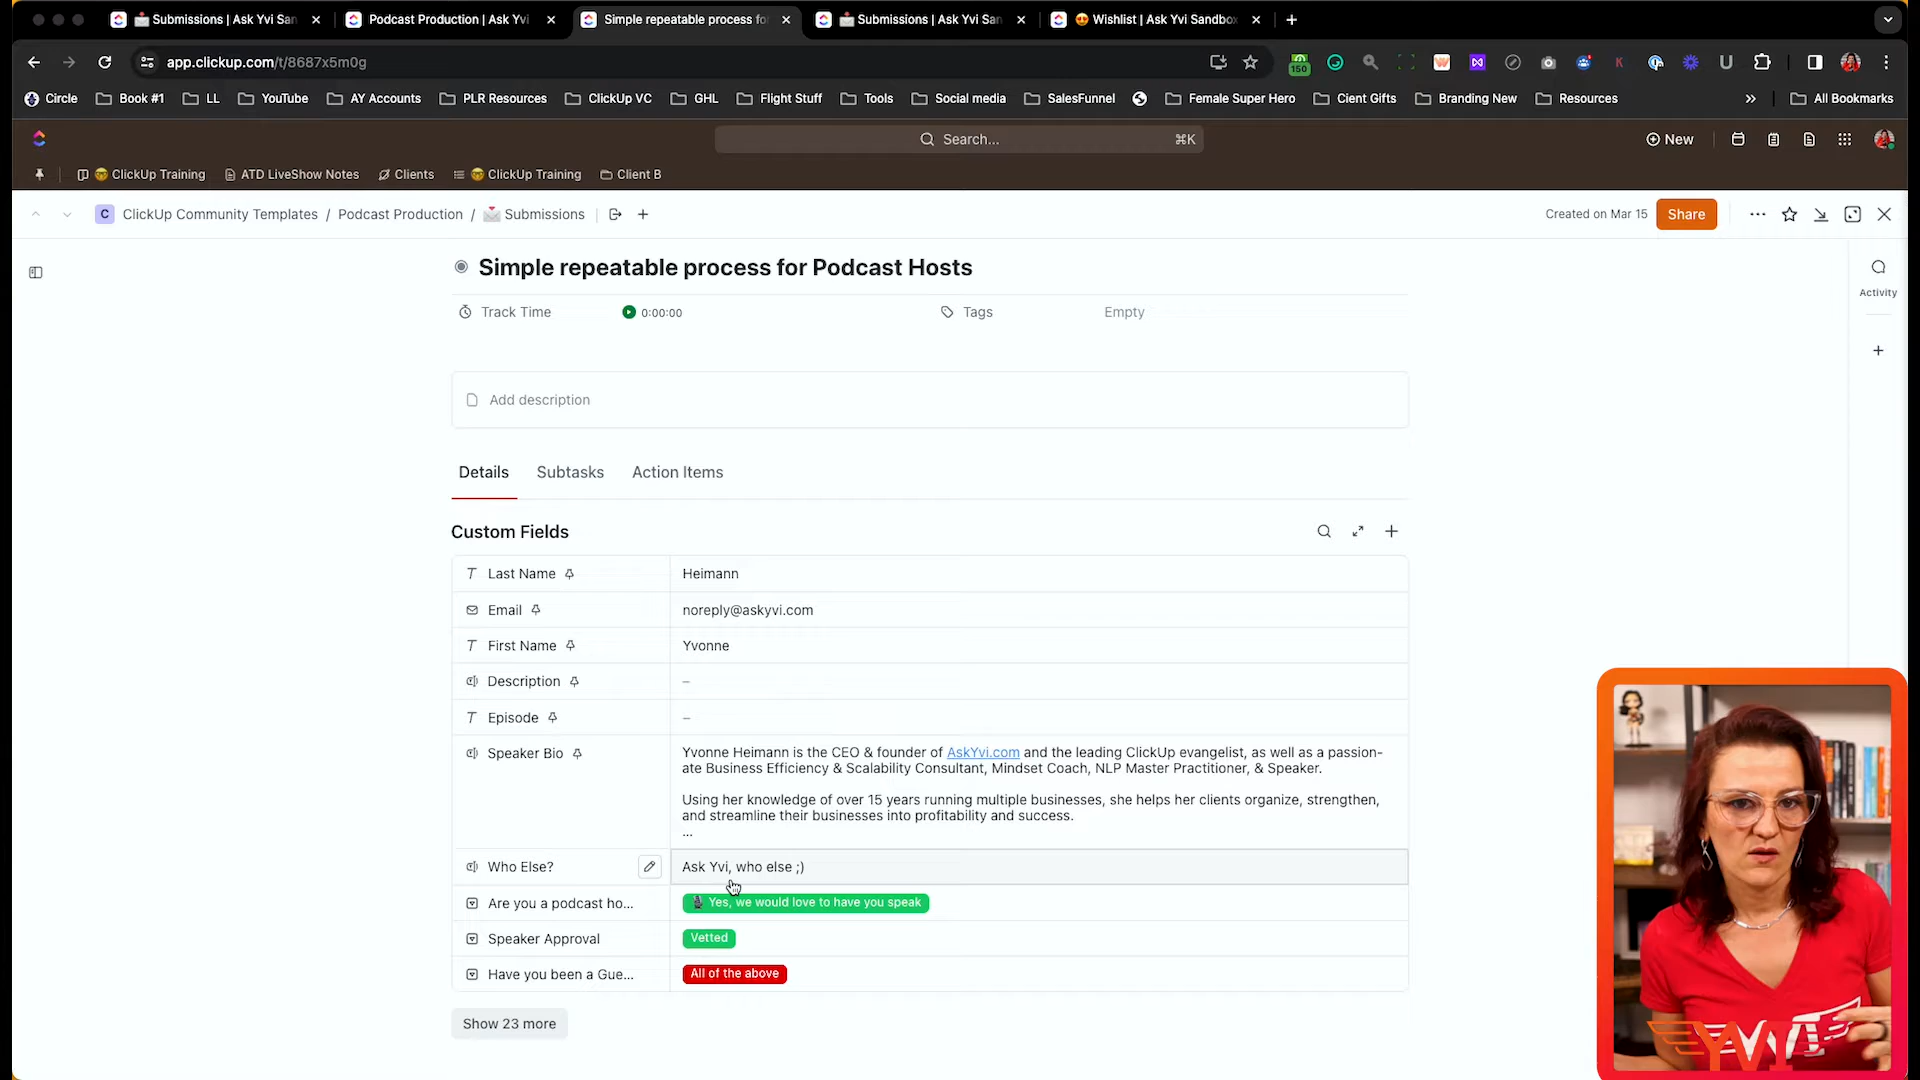 Submissions | Ask Yvi San
Podcast Production | Ask Yvi
Simple repeatable process fo
Submissions | Ask Yvi San
Wishlist | Ask Yvi Sandbox
app.clickup.com/t/8687x5m0g
150
Circle
Book #1
LL
YouTube
AY Accounts
PLR Resources
ClickUp VC
GHL
Flight Stuff
Tools
Social media
SalesFunnel
Female Super Hero
Cient Gifts
Branding New
Resources
All Bookmarks
Search...
⌘K
New
ClickUp Training
ATD LiveShow Notes
Clients
ClickUp Training
Client B
C ClickUp Community Templates / Podcast Production / Submissions
Created on Mar 15
Share
Simple repeatable process for Podcast Hosts
Track Time
0:00:00
Tags
Empty
Activity
Add description
Details
Subtasks
Action Items
Custom Fields
Last Name
Heimann
Email
noreply@askyvi.com
First Name
Yvonne
Description
–
Episode
–
Speaker Bio
Yvonne Heimann is the CEO & founder of AskYvi.com and the leading ClickUp evangelist, as well as a passion-
ate Business Efficiency & Scalability Consultant, Mindset Coach, NLP Master Practitioner, & Speaker.
Using her knowledge of over 15 years running multiple businesses, she helps her clients organize, strengthen,
and streamline their businesses into profitability and success.
...
Who Else?
Ask Yvi, who else ;)
Are you a podcast ho...
Yes, we would love to have you speak
Speaker Approval
Vetted
Have you been a Gue...
All of the above
Show 23 more
YVI